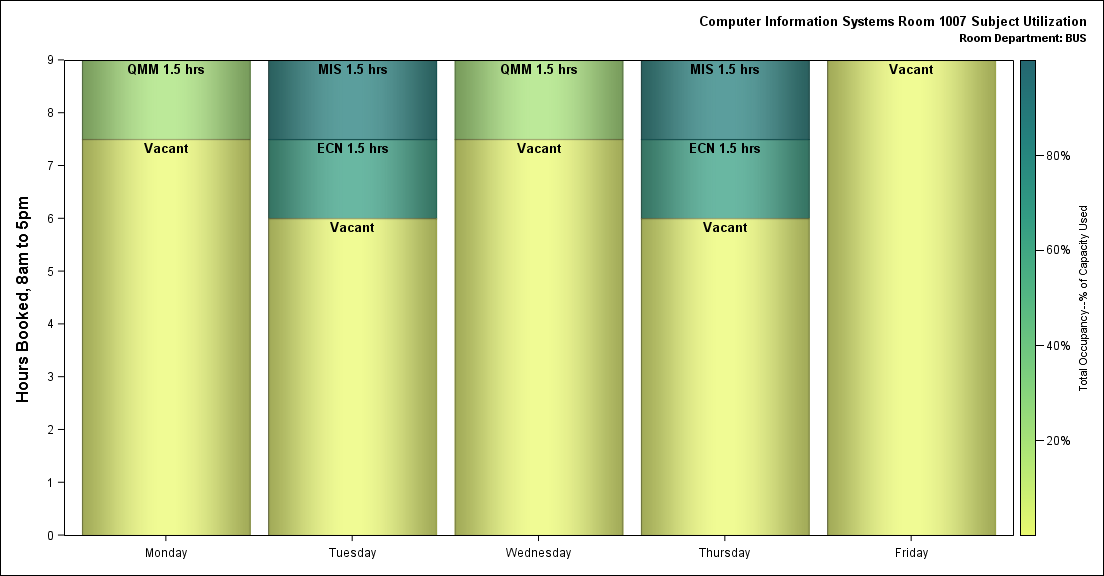 Computer Information Systems Room 1007 Subject Utilization
Room Department: BUS
Hours Booked, 8am to 5pm
9
8
7
6
5
4
3
2
1
0
QMM 1.5 hrs
Vacant
MIS 1.5 hrs
ECN 1.5 hrs
Vacant
QMM 1.5 hrs
Vacant
MIS 1.5 hrs
ECN 1.5 hrs
Vacant
Vacant
Monday
Tuesday
Wednesday
Thursday
Friday
80%
60%
40%
20%
Total Occupancy--% of Capacity Used